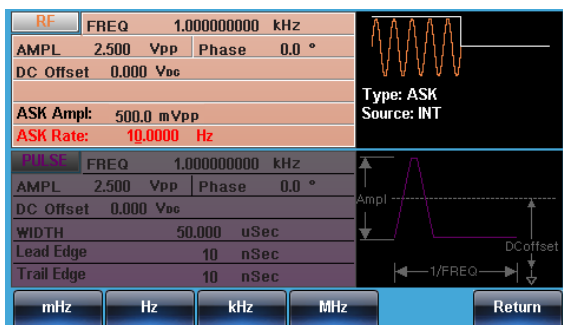 RF FREQ 1.000000000 kHz
AMPL 2.500 Vpp Phase 0.0 °
DC Offset 0.000 VDC
ASK Ampl: 500.0 mVpp
ASK Rate: 10.0000 Hz
Type: ASK
Source: INT
PULSE FREQ 1.000000000 kHz
AMPL 2.500 Vpp Phase 0.0 °
DC Offset 0.000 VDC
WIDTH 50.000 uSec
Lead Edge 10 nSec
Trail Edge 10 nSec
Ampl
DCoffset
1/FREQ
mHz Hz kHz MHz Return